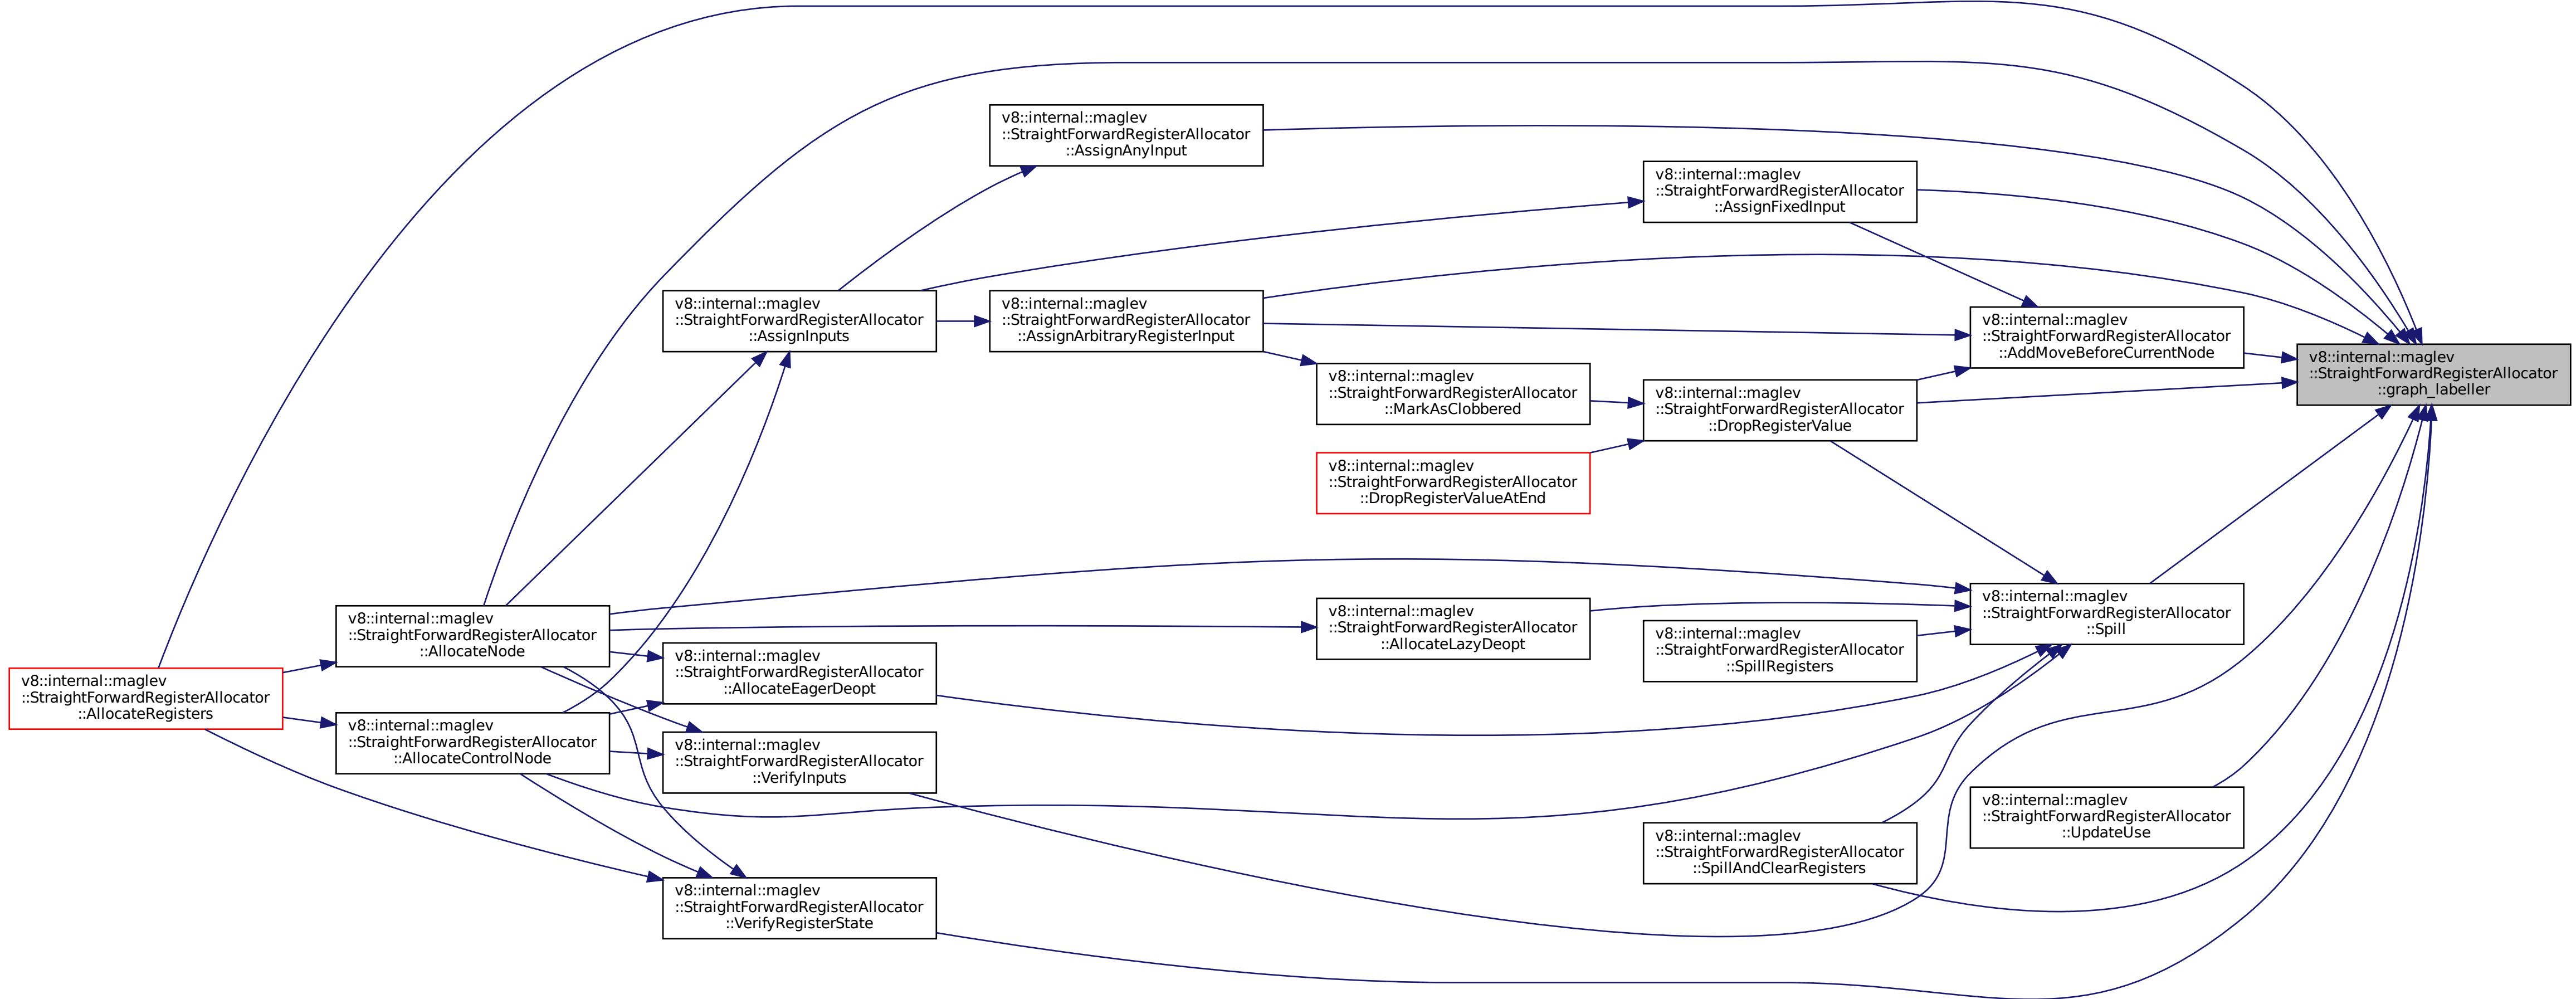 v8::internal::maglev
::StraightForwardRegisterAllocator
::AssignAnyInput
v8::internal::maglev
::StraightForwardRegisterAllocator
::AssignFixedInput
v8::internal::maglev
::StraightForwardRegisterAllocator
::AssignInputs
v8::internal::maglev
::StraightForwardRegisterAllocator
::AssignArbitraryRegisterInput
v8::internal::maglev
::StraightForwardRegisterAllocator
::AddMoveBeforeCurrentNode
v8::internal::maglev
::StraightForwardRegisterAllocator
::graph_labeller
v8::internal::maglev
::StraightForwardRegisterAllocator
::MarkAsClobbered
v8::internal::maglev
::StraightForwardRegisterAllocator
::DropRegisterValue
v8::internal::maglev
::StraightForwardRegisterAllocator
::DropRegisterValueAtEnd
v8::internal::maglev
::StraightForwardRegisterAllocator
::Spill
v8::internal::maglev
::StraightForwardRegisterAllocator
::AllocateLazyDeopt
v8::internal::maglev
::StraightForwardRegisterAllocator
::AllocateNode
v8::internal::maglev
::StraightForwardRegisterAllocator
::SpillRegisters
v8::internal::maglev
::StraightForwardRegisterAllocator
::AllocateEagerDeopt
v8::internal::maglev
::StraightForwardRegisterAllocator
::AllocateRegisters
v8::internal::maglev
::StraightForwardRegisterAllocator
::AllocateControlNode
v8::internal::maglev
::StraightForwardRegisterAllocator
::VerifyInputs
v8::internal::maglev
::StraightForwardRegisterAllocator
::UpdateUse
v8::internal::maglev
::StraightForwardRegisterAllocator
::SpillAndClearRegisters
v8::internal::maglev
::StraightForwardRegisterAllocator
::VerifyRegisterState